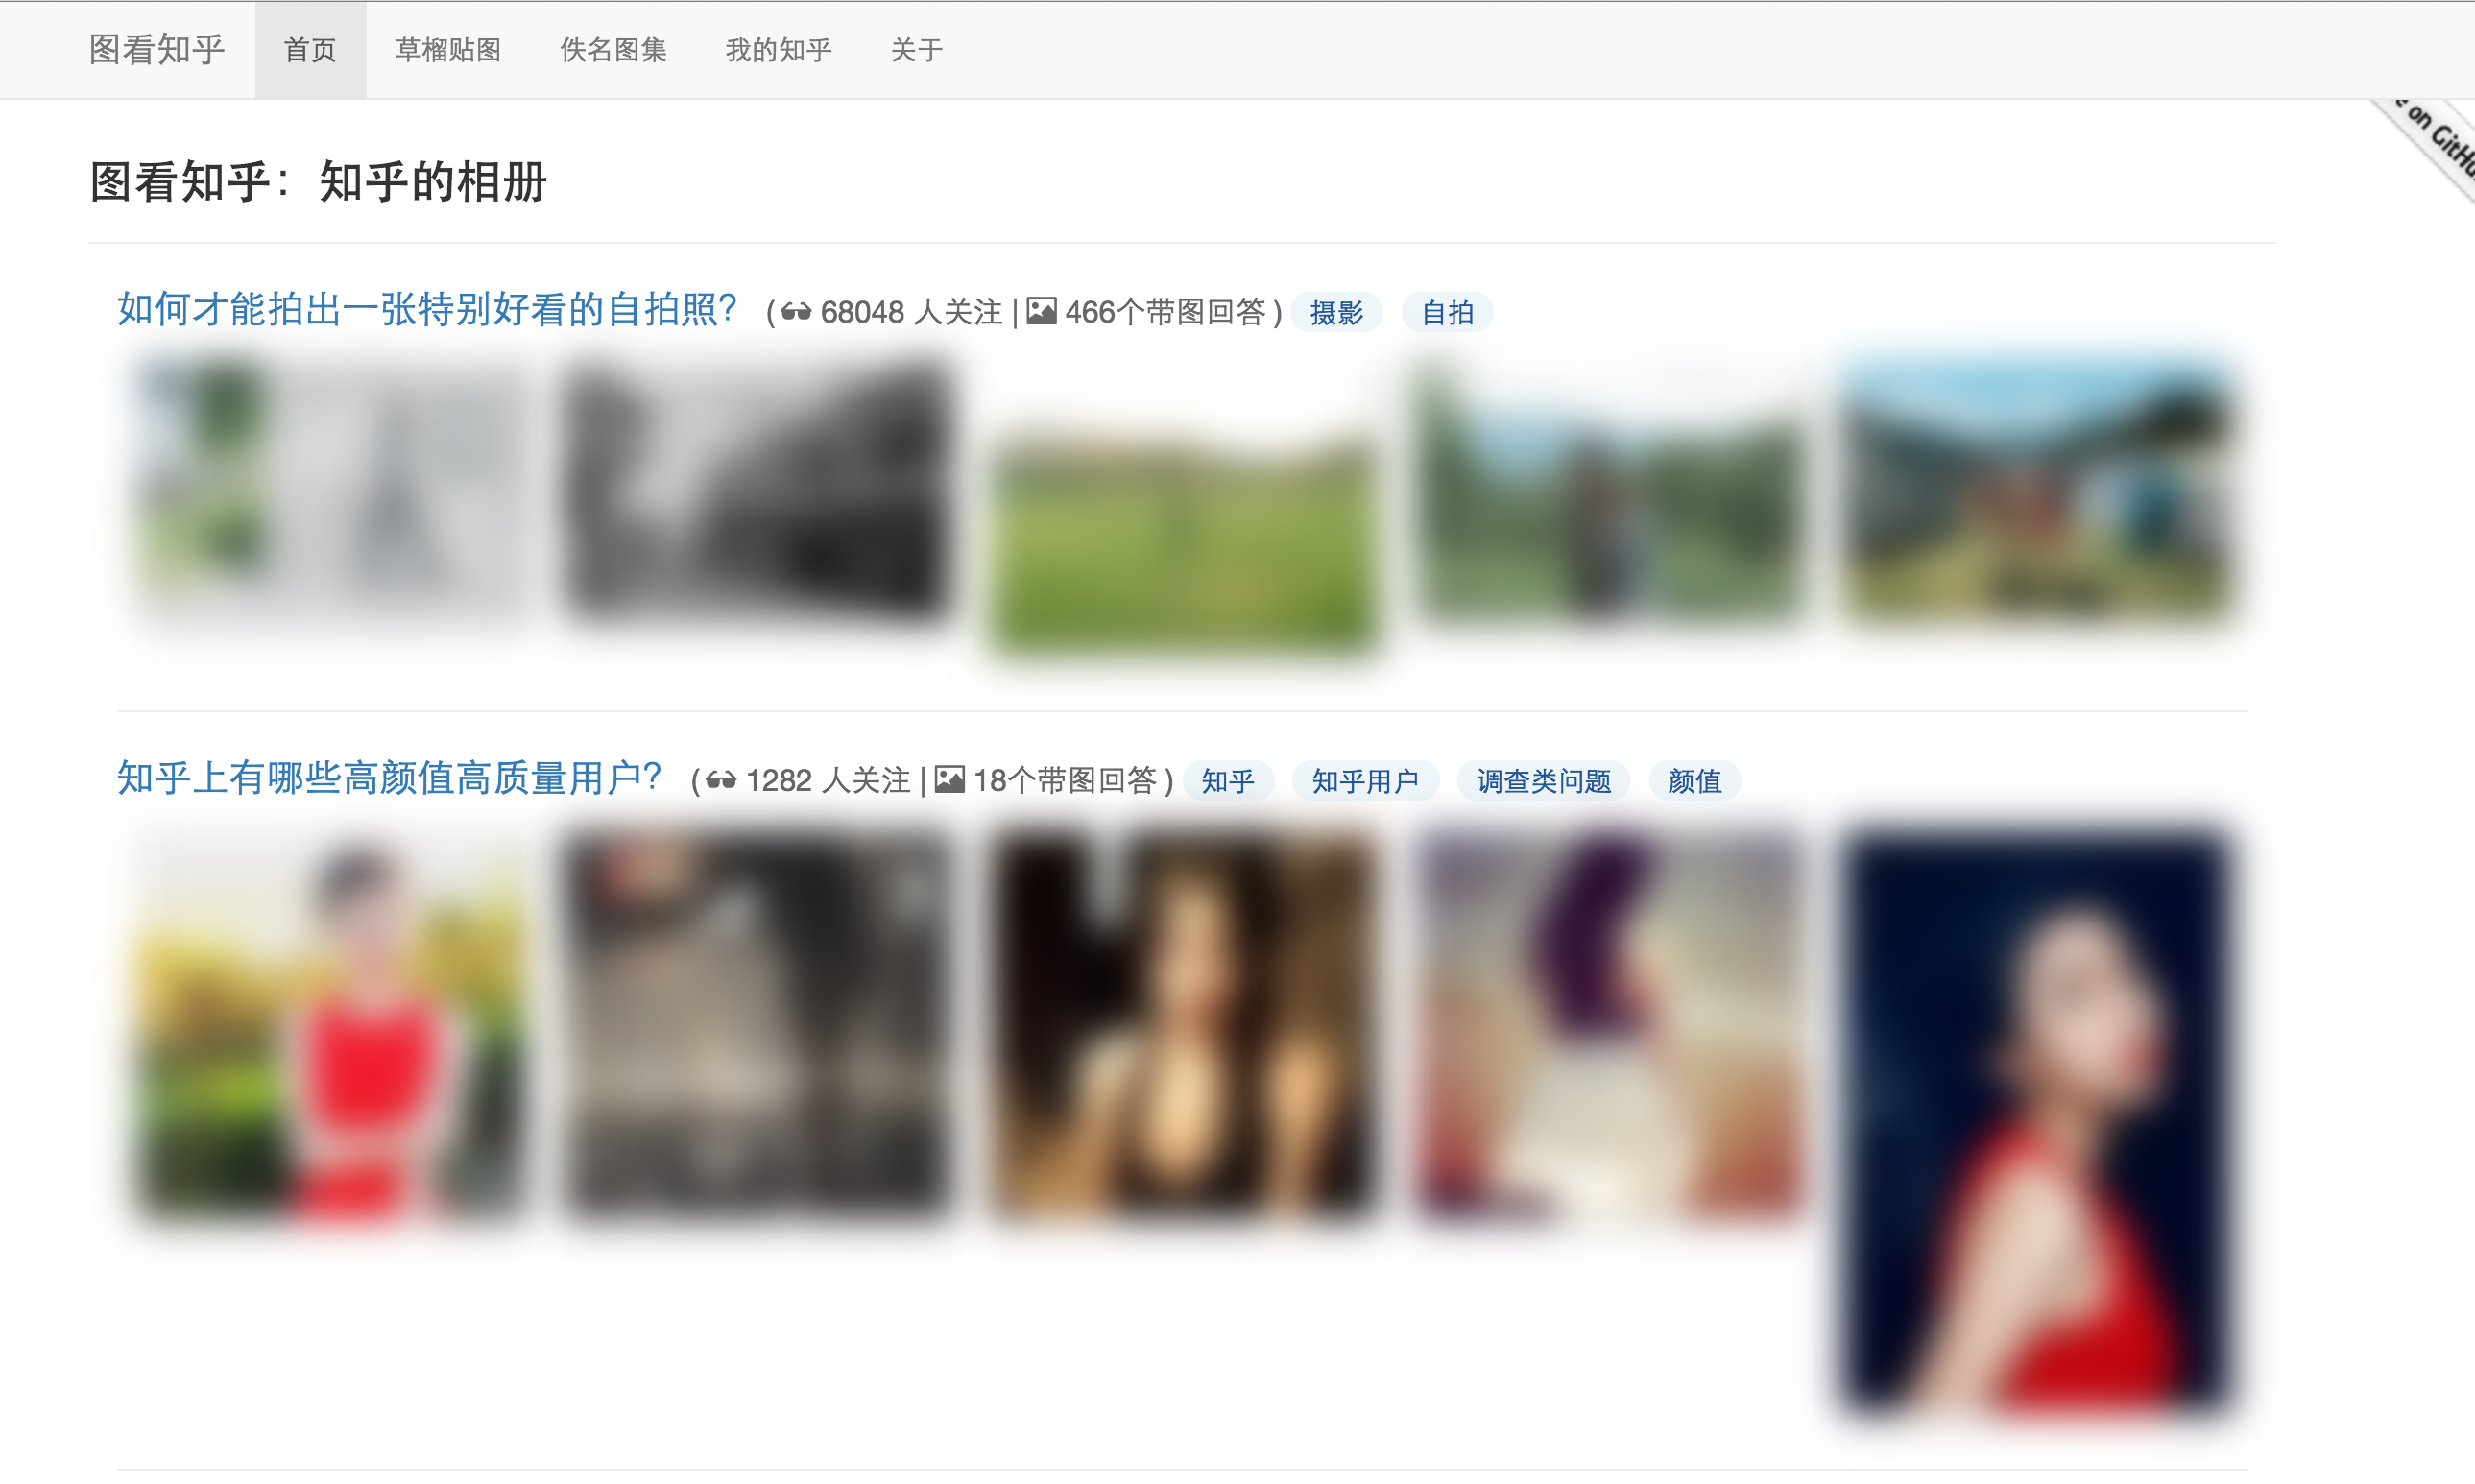 图看知乎 首页 草榴贴图 佚名图集 我的知乎 关于
on GitHu
图看知乎：知乎的相册
如何才能拍出一张特别好看的自拍照？ ( 68048 人关注 | 466个带图回答 ) 摄影 自拍
知乎上有哪些高颜值高质量用户？ ( 1282 人关注 | 18个带图回答 ) 知乎 知乎用户 调查类问题 颜值